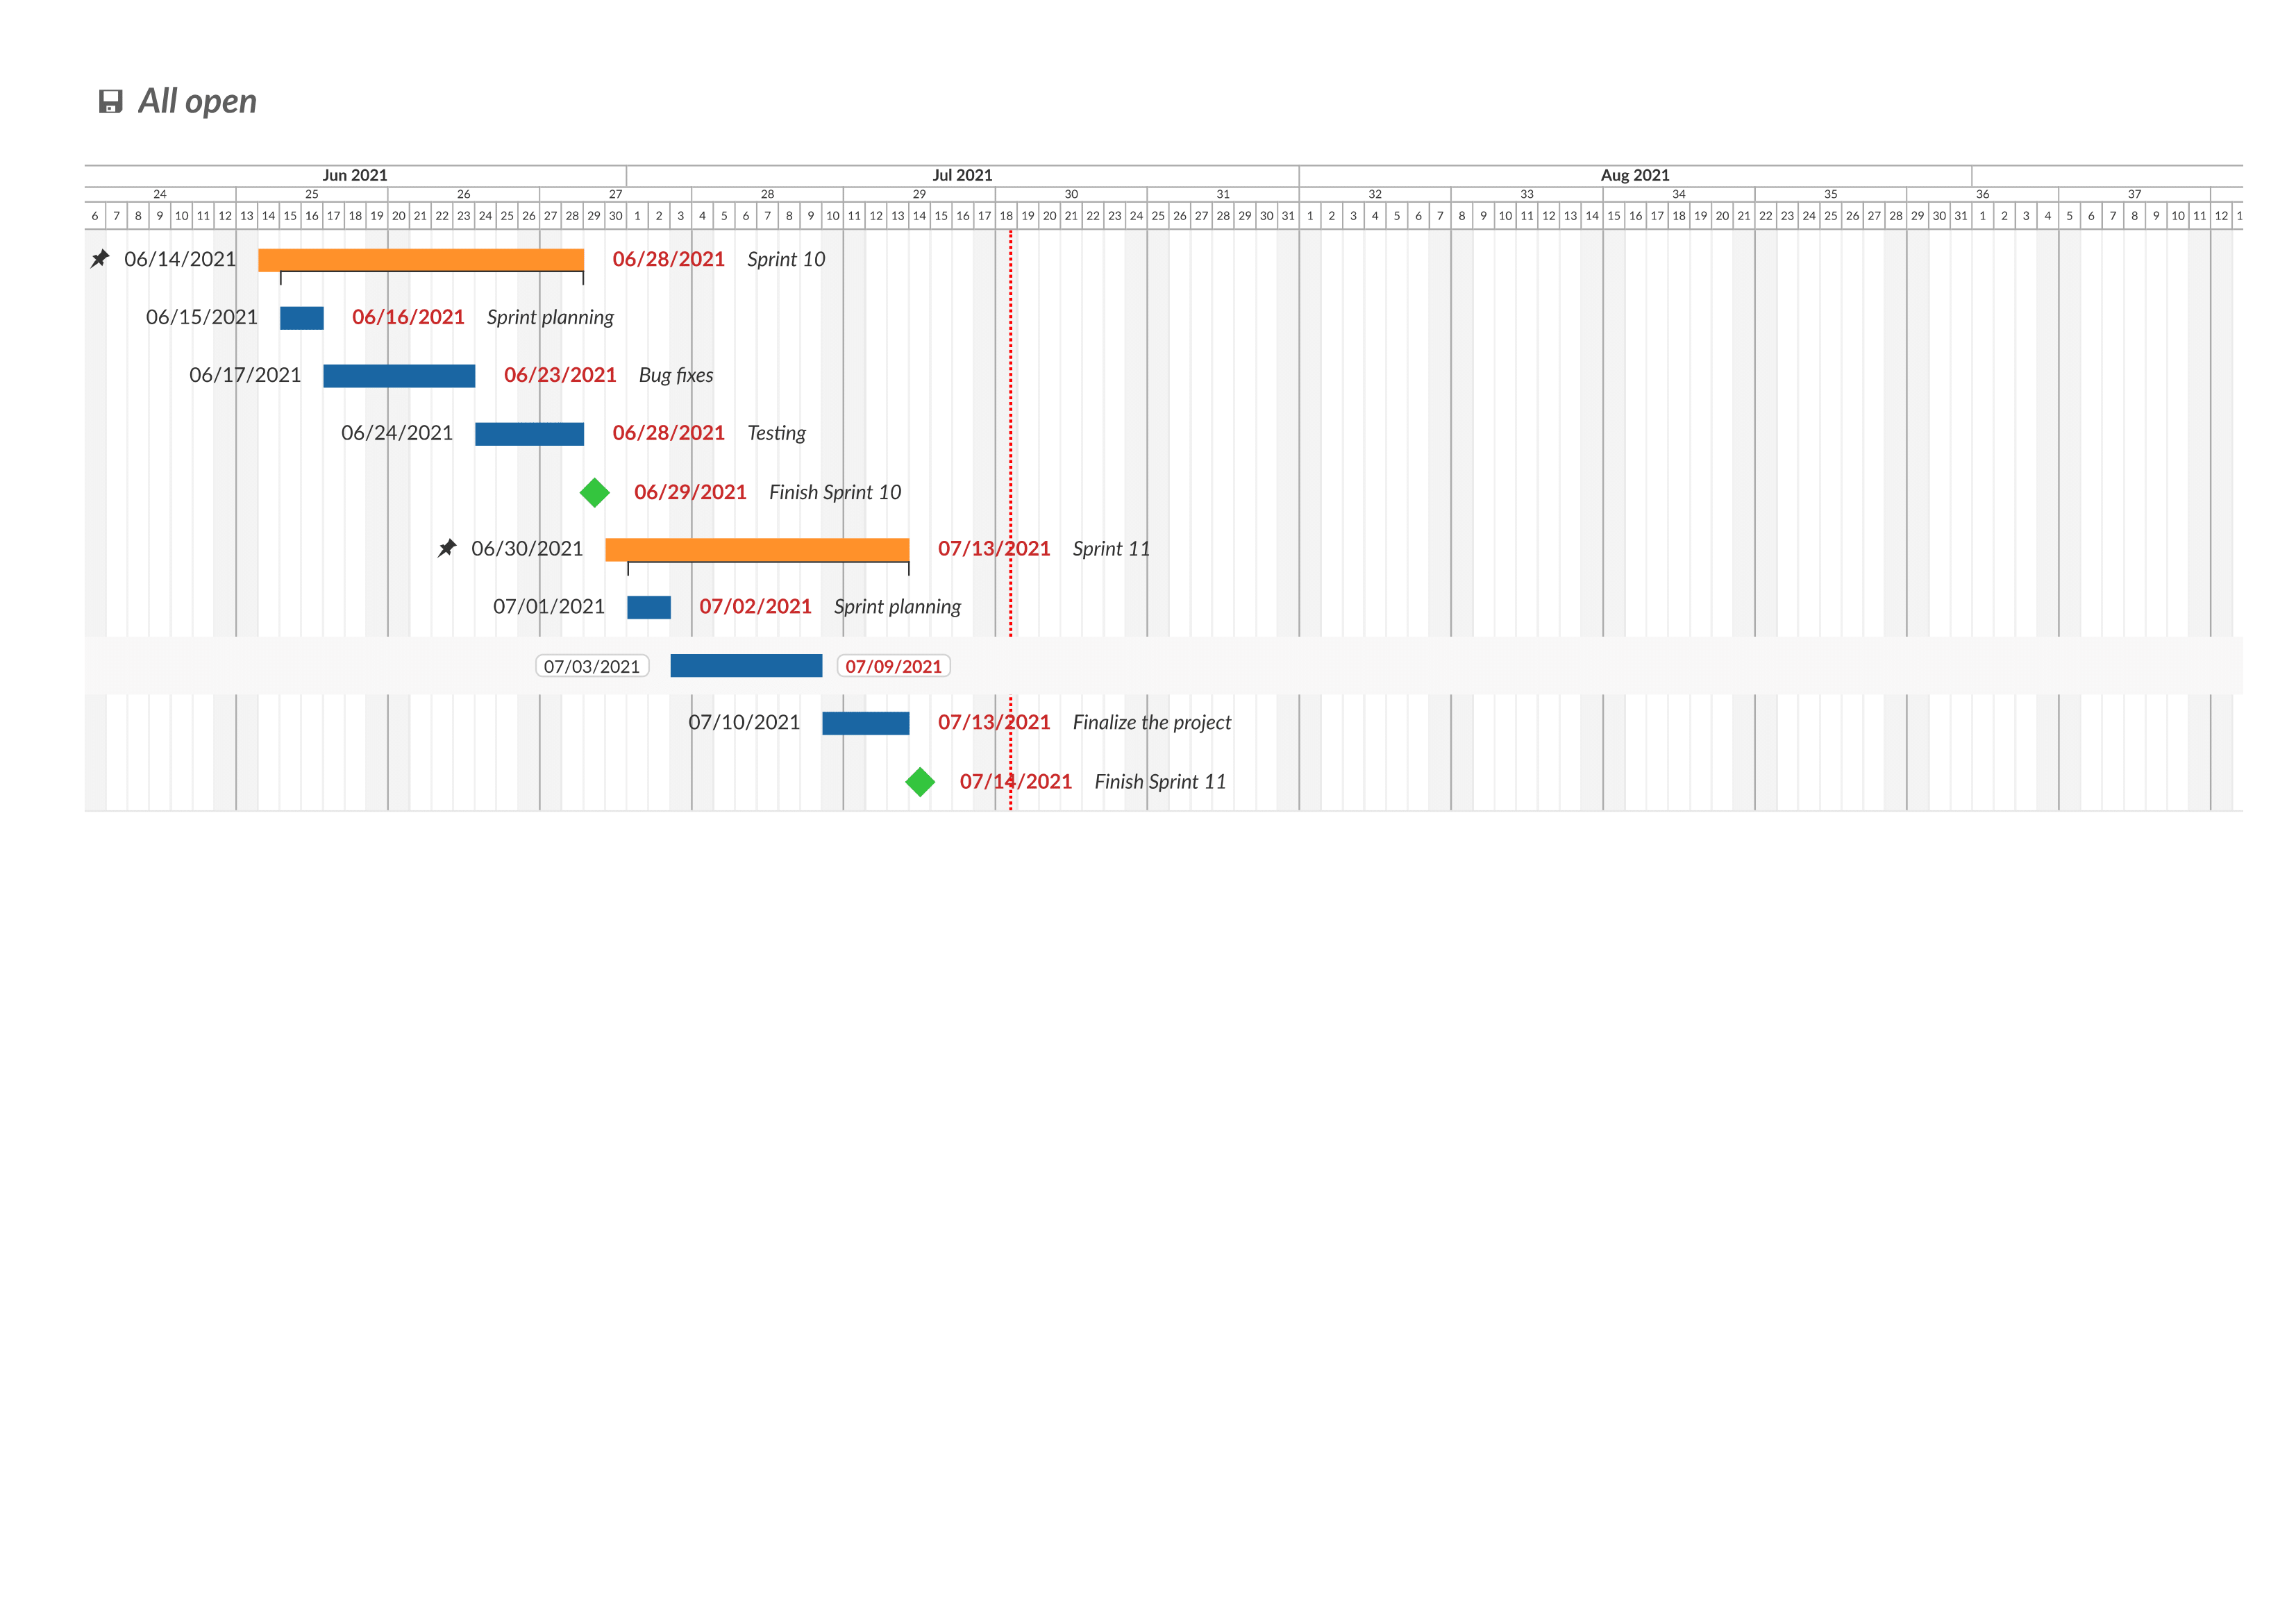 All open
Jun 2021 Jul 2021 Aug 2021
24 25 26 27 28 29 30 31 32 33 34 35 36 37
6 7 8 9 10 11 12 13 14 15 16 17 18 19 20 21 22 23 24 25 26 27 28 29 30 1 2 3 4 5 6 7 8 9 10 11 12 13 14 15 16 17 18 19 20 21 22 23 24 25 26 27 28 29 30 31 1 2 3 4 5 6 7 8 9 10 11 12 13 14 15 16 17 18 19 20 21 22 23 24 25 26 27 28 29 30 31 1 2 3 4 5 6 7 8 9 10 11 12 1
06/14/2021 06/28/2021 Sprint 10
06/15/2021 06/16/2021 Sprint planning
06/17/2021 06/23/2021 Bug fixes
06/24/2021 06/28/2021 Testing
06/29/2021 Finish Sprint 10
06/30/2021 07/13/2021 Sprint 11
07/01/2021 07/02/2021 Sprint planning
07/03/2021 07/09/2021
07/10/2021 07/13/2021 Finalize the project
07/14/2021 Finish Sprint 11